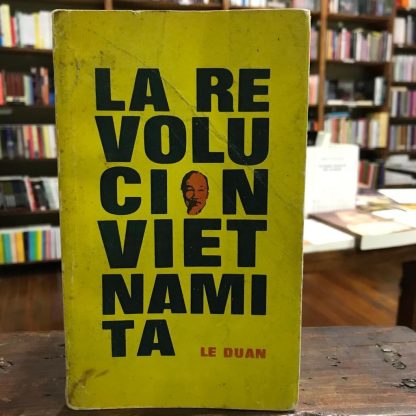 LA RE
VOLU
CI N
VIET
NAMI
TA
LE DUAN